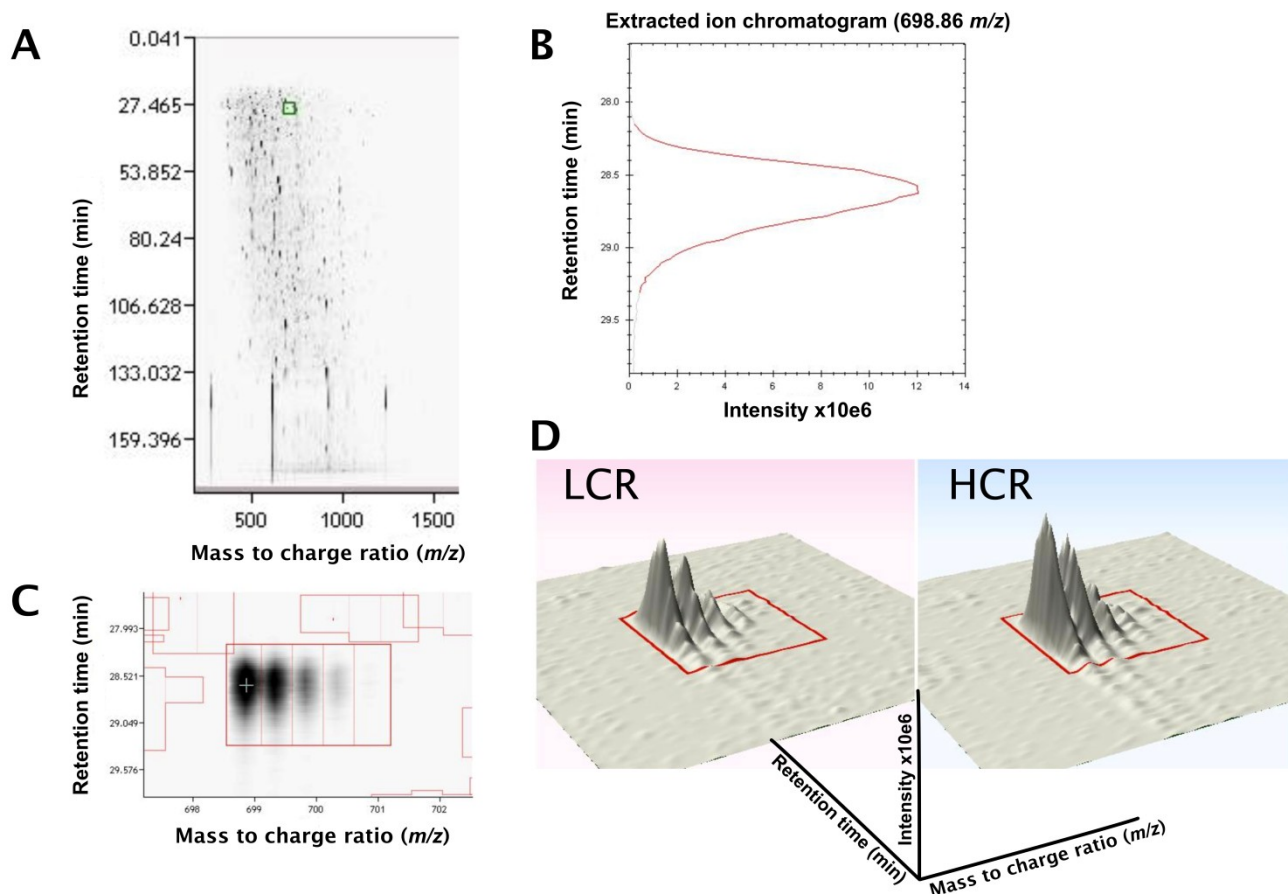 A
0.041
27.465
53.852
80.24
106.628
133.032
159.396
Retention time (min)
500 1000 1500
Mass to charge ratio (m/z)
B
Extracted ion chromatogram (698.86 m/z)
28.0
28.5
29.0
29.5
Retention time (min)
0 2 4 6 8 10 12 14
Intensity x10e6
C
27.993
28.521
29.049
29.576
Retention time (min)
698 699 700 701 702
Mass to charge ratio (m/z)
D
LCR
HCR
Retention time (min)
Intensity x10e6
Mass to charge ratio (m/z)